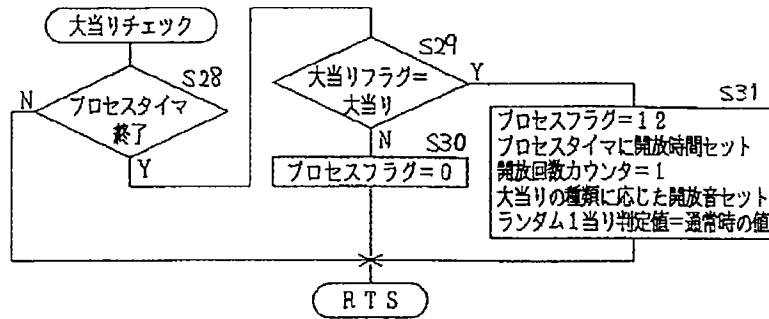 大当りチェック
S28
N
プロセスタイマ
終了
Y
S29
大当りフラグ=
大当り
Y
N
S30
プロセスフラグ=0
S31
プロセスフラグ=12
プロセスタイマに開放時間セット
開放回数カウンタ=1
大当りの種類に応じた開放音セット
ランダム1当り判定値=通常時の値
RTS